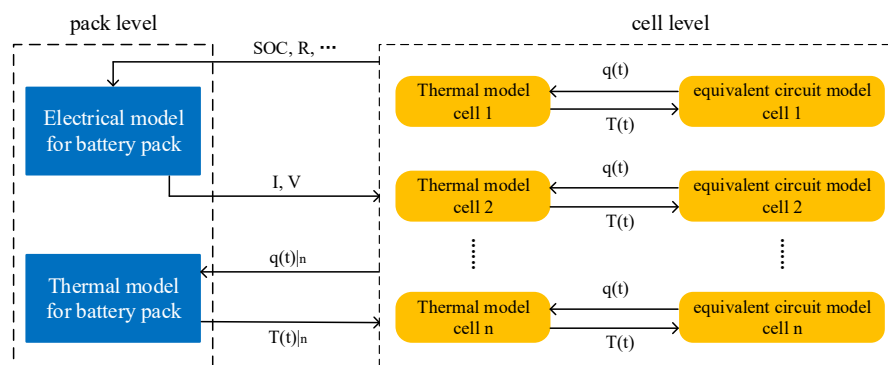 pack level
cell level
SOC, R, ···
Electrical model
for battery pack
I, V
q(t)|n
Thermal model
for battery pack
T(t)|n
Thermal model
cell 1
q(t)
T(t)
equivalent circuit model
cell 1
Thermal model
cell 2
q(t)
T(t)
equivalent circuit model
cell 2
Thermal model
cell n
q(t)
T(t)
equivalent circuit model
cell n